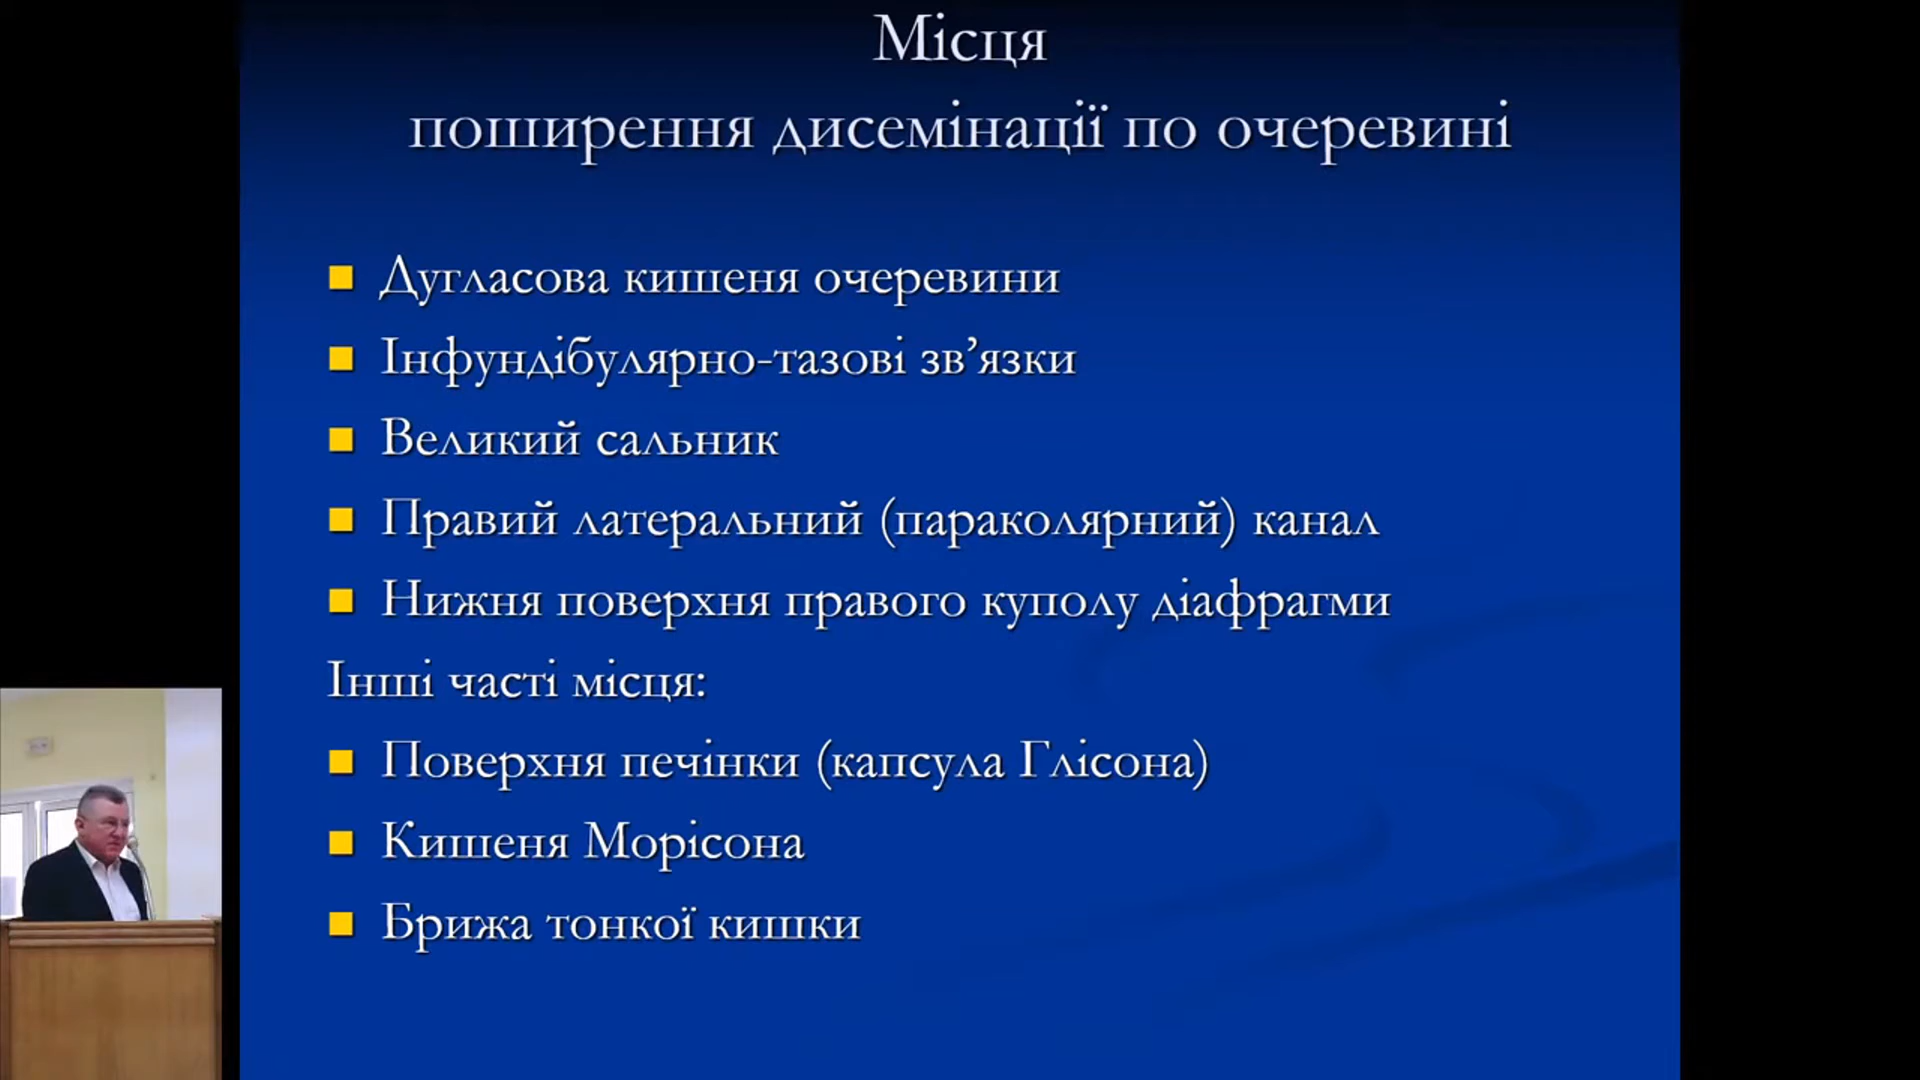 Місця
поширення дисемінації по очеревині
Дугласова кишеня очеревини
Інфундібулярно-тазові зв’язки
Великий сальник
Правий латеральний (параколярний) канал
Нижня поверхня правого куполу діафрагми
Інші часті місця:
Поверхня печінки (капсула Глісона)
Кишеня Морісона
Брижа тонкої кишки